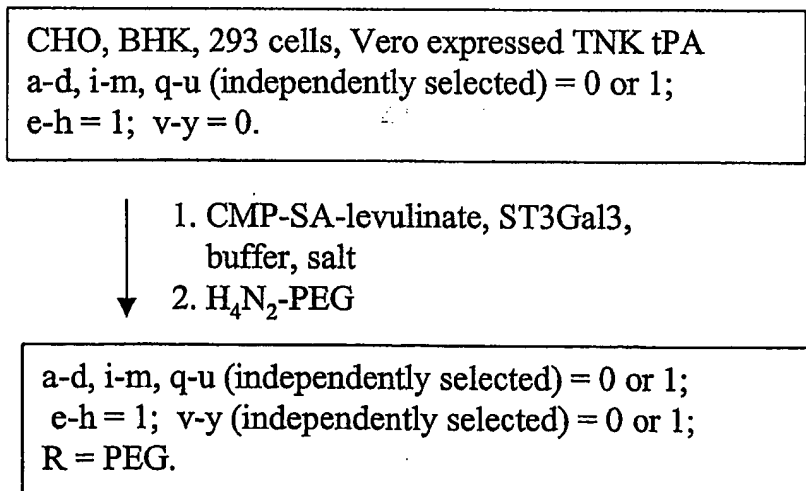 CHO, BHK, 293 cells, Vero expressed TNK tPA
a-d, i-m, q-u (independently selected) = 0 or 1;
e-h = 1; v-y = 0.
1. CMP-SA-levulinate, ST3Gal3,
buffer, salt
2. H₄N₂-PEG
a-d, i-m, q-u (independently selected) = 0 or 1;
e-h = 1; v-y (independently selected) = 0 or 1;
R = PEG.